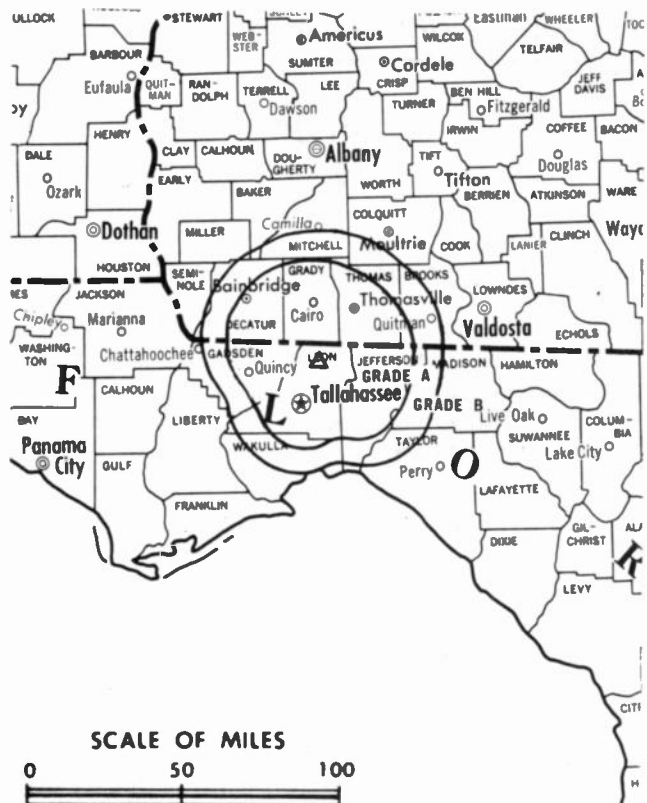 ULLOCK
STEWART
WEB-
STER
Americus
SUMTER
WILCOX
Eastman
WHEELER
TELFAIR
BARBOUR
Eufaula
QUIT-
MAN
RAN-
DOLPH
TERRELL
Dawson
LEE
Cordele
CRISP
TURNER
BEN HILL
Fitzgerald
JEFF
DAVIS
HENRY
CLAY
CALHOUN
DOU-
GHERTY
Albany
WORTH
IRWIN
TIFT
Tifton
COFFEE
Douglas
BACON
DALE
Ozark
EARLY
BAKER
BERRIEN
ATKINSON
WARE
Dothan
MILLER
Camilla
MITCHELL
COLQUITT
Moultrie
COOK
LANIER
CLINCH
Wayc
HOUSTON
SEMI-
NOLE
Bainbridge
DECATUR
GRADY
Cairo
THOMAS
Thomasville
BROOKS
Quitman
LOWNDES
Valdosta
ECHOLS
NES
JACKSON
Chipley
Marianna
WASHING-
TON
Chattahoochee
GADSDEN
Quincy
LEON
JEFFERSON
MADISON
HAMILTON
GRADE A
GRADE B
F
L
O
R
CALHOUN
LIBERTY
Tallahassee
WAKULLA
TAYLOR
Perry
Live Oak
SUWANNEE
COLUM-
BIA
Lake City
BAY
Panama
City
GULF
FRANKLIN
LAFAYETTE
DIXIE
GIL-
CHRIST
ALA
LEVY
CIT
H
SCALE OF MILES
0 50 100